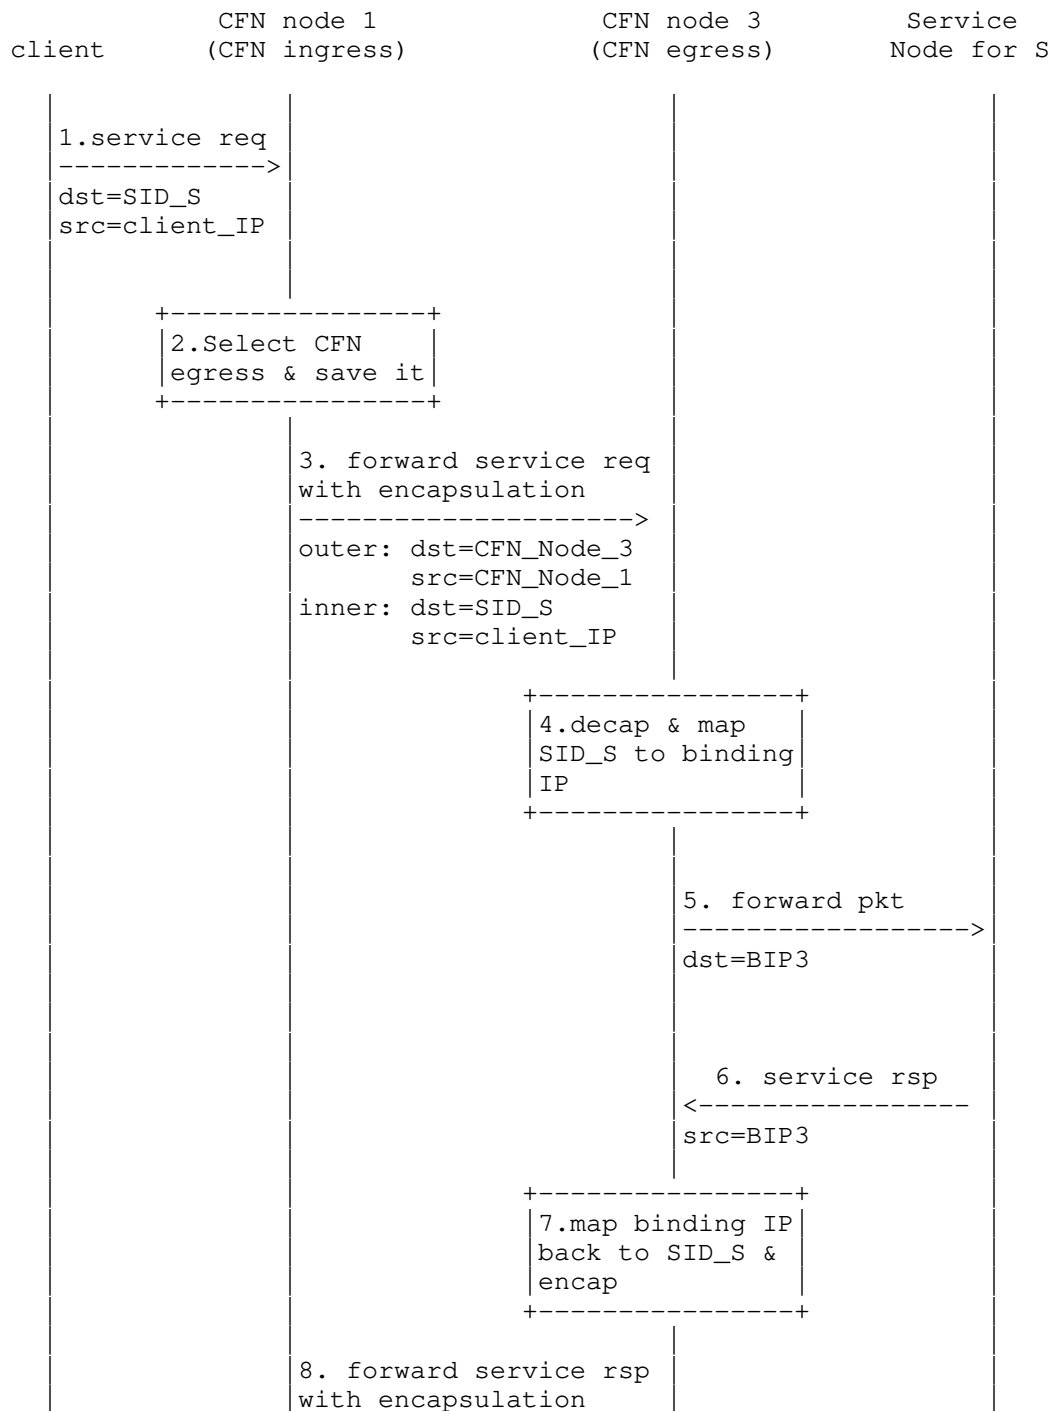 CFN node 1 CFN node 3 Service
client (CFN ingress) (CFN egress) Node for S
1.service req
dst=SID_S
src=client_IP
2.Select CFN
egress & save it
3. forward service req
with encapsulation
outer: dst=CFN_Node_3
src=CFN_Node_1
inner: dst=SID_S
src=client_IP
4.decap & map
SID_S to binding
IP
5. forward pkt
dst=BIP3
6. service rsp
src=BIP3
7.map binding IP
back to SID_S &
encap
8. forward service rsp
with encapsulation